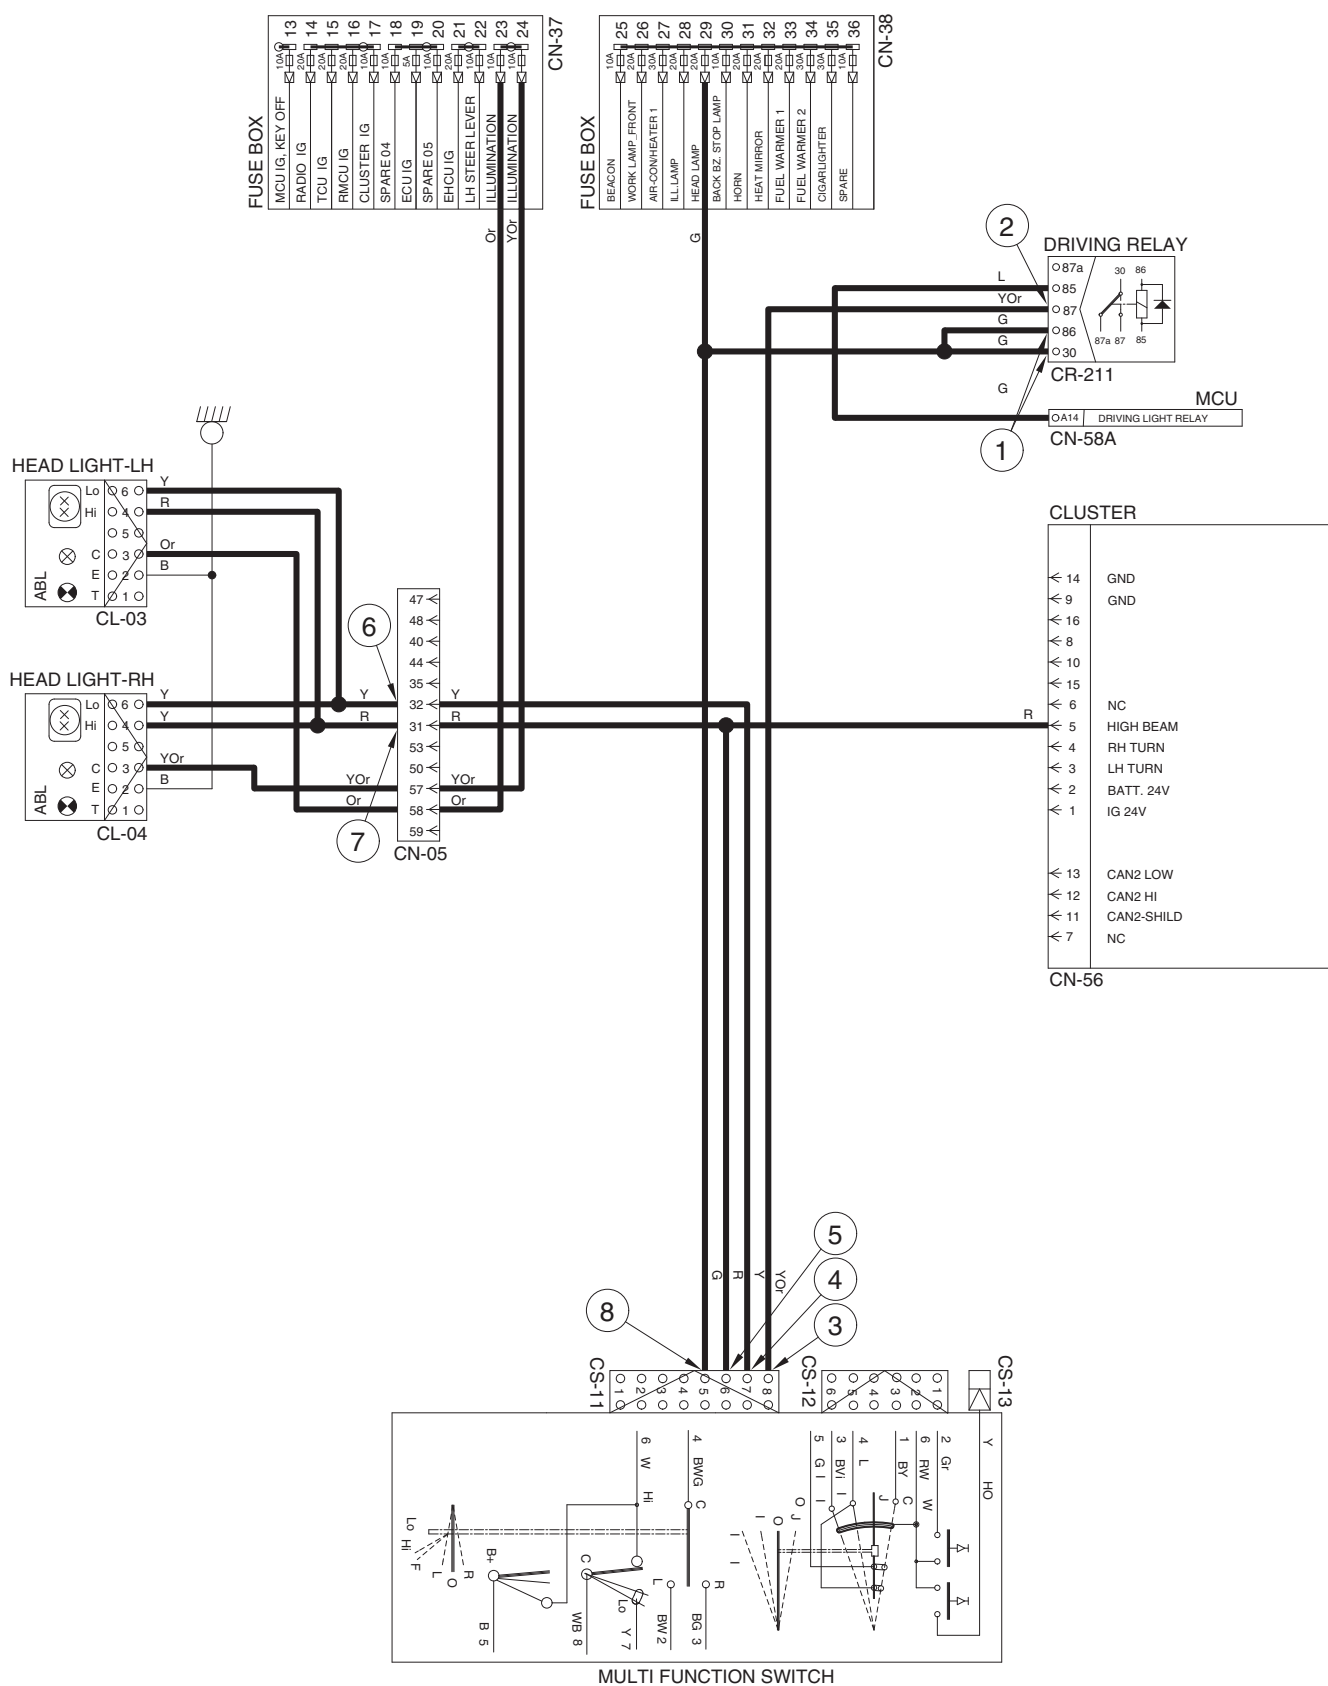 FUSE BOX
13 14 15 16 17 18 19 20 21 22 23 24
CN-37
10A 20A 20A 20A 10A 10A 5A 10A 20A 10A 10A 10A
MCU IG, KEY OFF
RADIO IG
TCU IG
RMCU IG
CLUSTER IG
SPARE 04
ECU IG
SPARE 05
EHCU IG
LH STEER LEVER
ILLUMINATION
ILLUMINATION
Or
YOr
FUSE BOX
25 26 27 28 29 30 31 32 33 34 35 36
CN-38
10A 20A 30A 20A 20A 10A 20A 20A 20A 30A 30A 10A
BEACON
WORK LAMP_FRONT
AIR-CON/HEATER 1
ILL.LAMP
HEAD LAMP
BACK BZ. STOP LAMP
HORN
HEAT MIRROR
FUEL WARMER 1
FUEL WARMER 2
CIGARLIGHTER
SPARE
G
2
DRIVING RELAY
87a
L 85
YOr 87
G 86
G 30
30 86
87a 87 85
CR-211
G
MCU
A14 DRIVING LIGHT RELAY
CN-58A
1
HEAD LIGHT-LH
Lo 6 Y
Hi 4 R
5
C 3 Or
E 2 B
T 1
ABL
CL-03
HEAD LIGHT-RH
Lo 6 Y
Hi 4 Y
5
C 3 YOr
E 2 B
T 1
ABL
CL-04
6
7
47
48
40
44
35
Y 32 Y
R 31 R
53
50
YOr 57 YOr
Or 58 Or
59
CN-05
CLUSTER
14 GND
9 GND
16
8
10
15
6 NC
R 5 HIGH BEAM
4 RH TURN
3 LH TURN
2 BATT. 24V
1 IG 24V
13 CAN2 LOW
12 CAN2 HI
11 CAN2-SHILD
7 NC
CN-56
5
4
3
8
G R Y YOr
CS-11
1 2 3 4 5 6 7 8
CS-12
6 5 4 3 2 1
CS-13
6 W
Hi
4 BWG
C
5 G I
3 BVi I
4 L
J
1 BY
C
6 RW W
2 Gr
Y HO
O J
I O
I I
Lo Hi F L O R
B+
B 5
C
WB 8
Lo Y 7
L
BW 2
R
BG 3
MULTI FUNCTION SWITCH